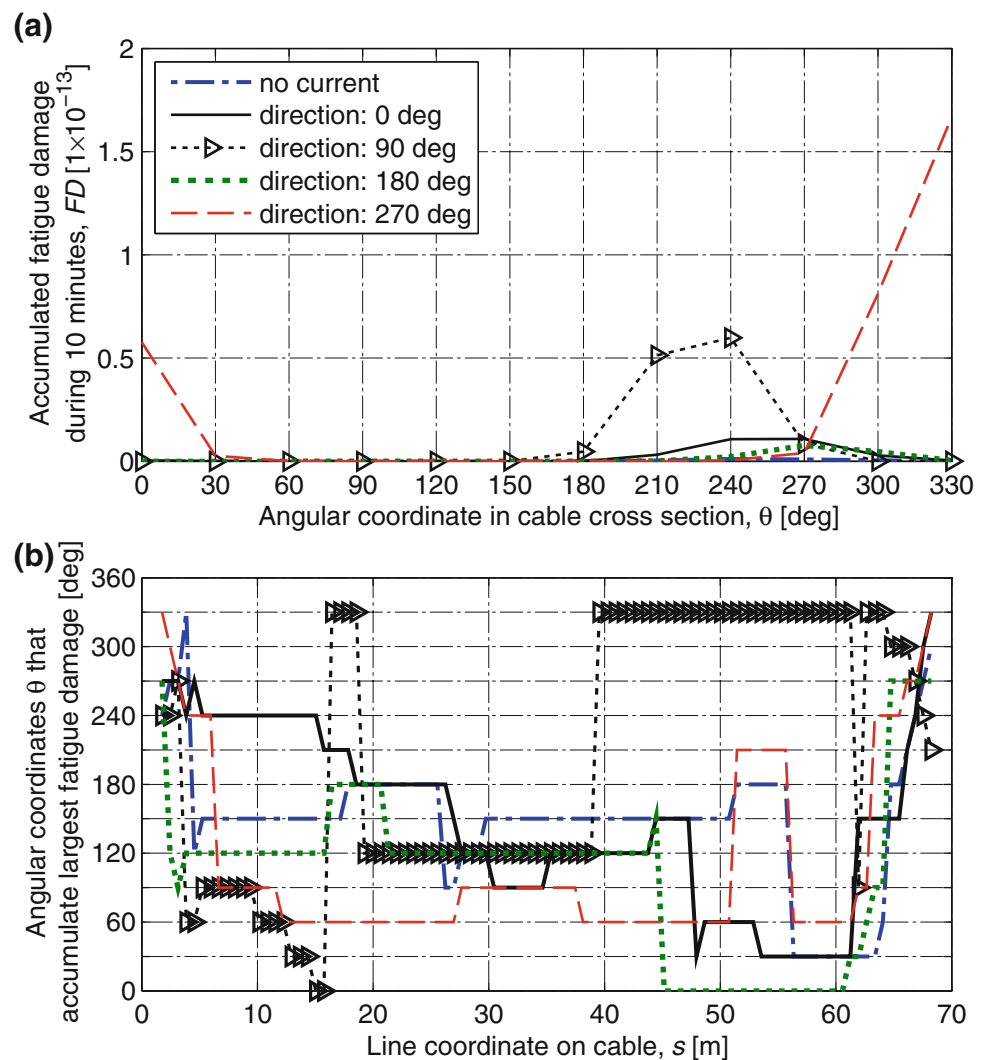 (a)
Accumulated fatigue damage
during 10 minutes, FD [1×10⁻¹³]
2
1.5
1
0.5
0
no current
direction: 0 deg
direction: 90 deg
direction: 180 deg
direction: 270 deg
0 30 60 90 120 150 180 210 240 270 300 330
Angular coordinate in cable cross section, θ [deg]
(b)
Angular coordinates θ that
accumulate largest fatigue damage [deg]
360
300
240
180
120
60
0
0 10 20 30 40 50 60 70
Line coordinate on cable, s [m]